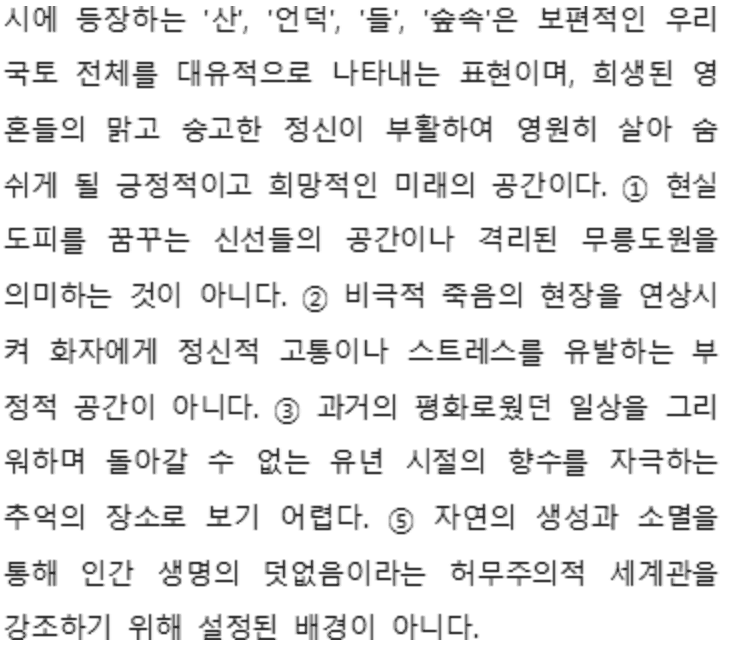 시에 등장하는 '산', '언덕', '들', '숲속'은 보편적인 우리
국토 전체를 대유적으로 나타내는 표현이며, 희생된 영
혼들의 맑고 숭고한 정신이 부활하여 영원히 살아 숨
쉬게 될 긍정적이고 희망적인 미래의 공간이다. ① 현실
도피를 꿈꾸는 신선들의 공간이나 격리된 무릉도원을
의미하는 것이 아니다. ② 비극적 죽음의 현장을 연상시
켜 화자에게 정신적 고통이나 스트레스를 유발하는 부
정적 공간이 아니다. ③ 과거의 평화로웠던 일상을 그리
워하며 돌아갈 수 없는 유년 시절의 향수를 자극하는
추억의 장소로 보기 어렵다. ⑤ 자연의 생성과 소멸을
통해 인간 생명의 덧없음이라는 허무주의적 세계관을
강조하기 위해 설정된 배경이 아니다.